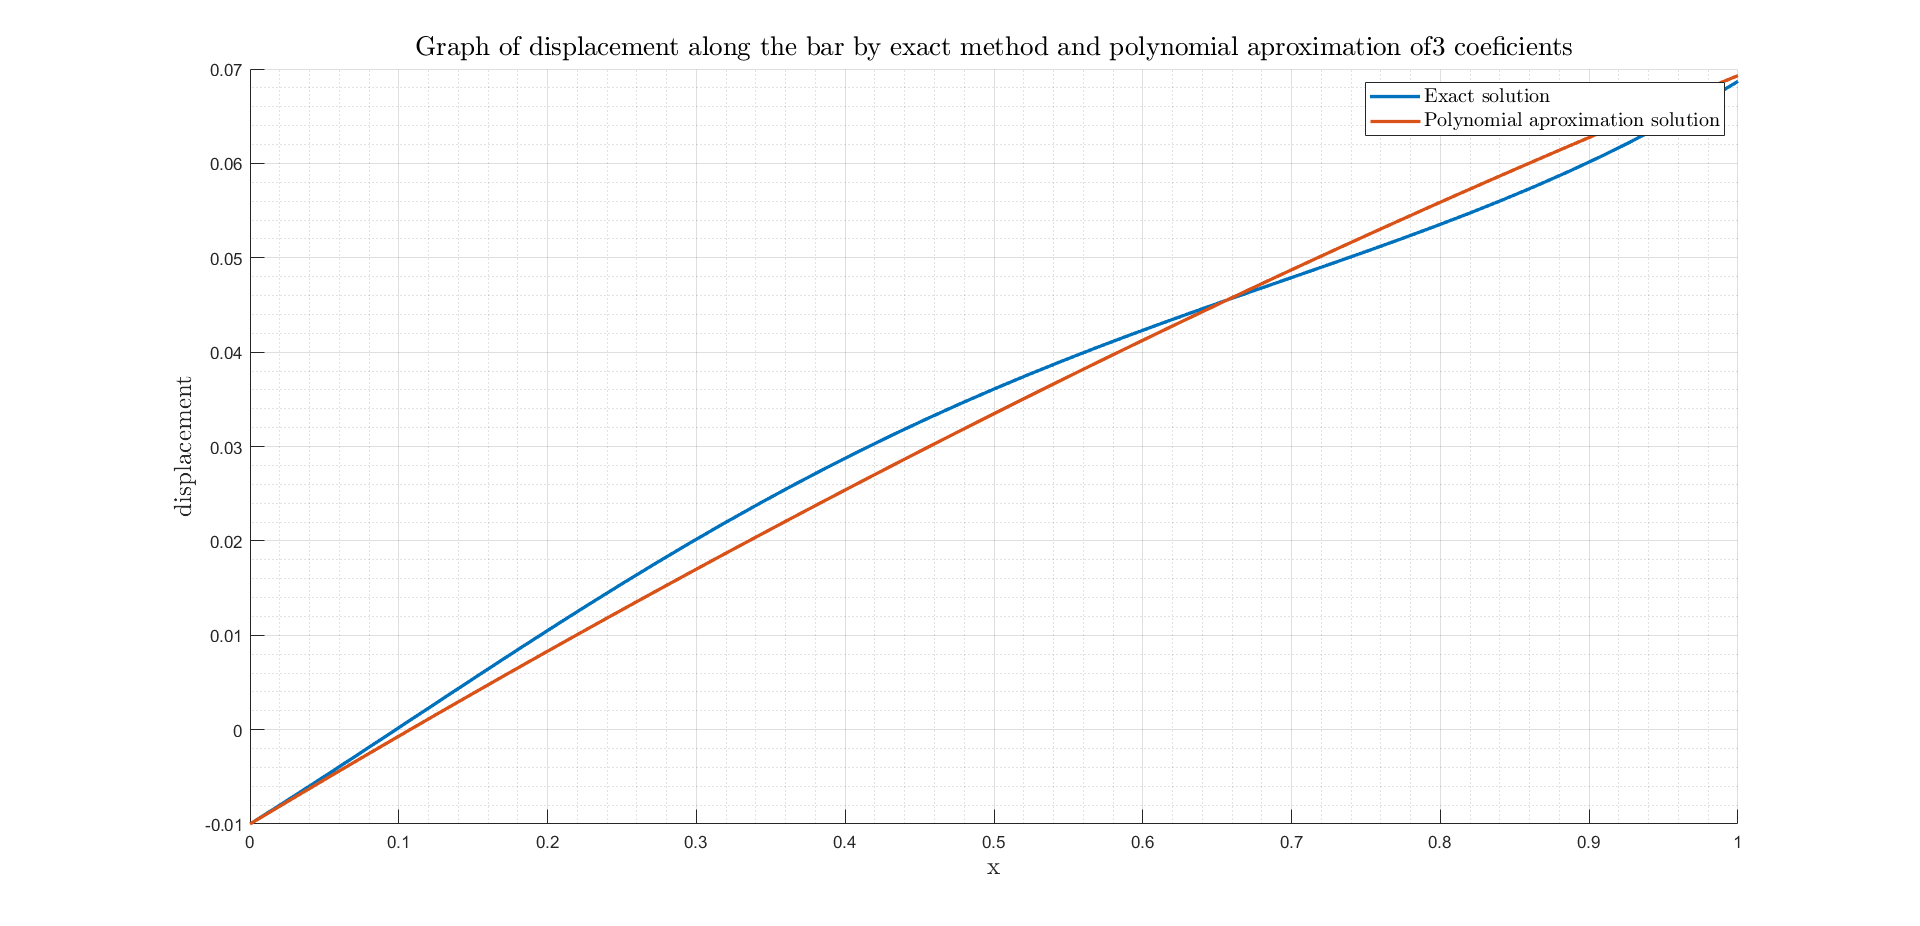 Graph of displacement along the bar by exact method and polynomial aproximation of3 coeficients
0.07
0.06
0.05
0.04
0.03
0.02
0.01
0
-0.01
displacement
Exact solution
Polynomial aproximation solution
0 0.1 0.2 0.3 0.4 0.5 0.6 0.7 0.8 0.9 1
x